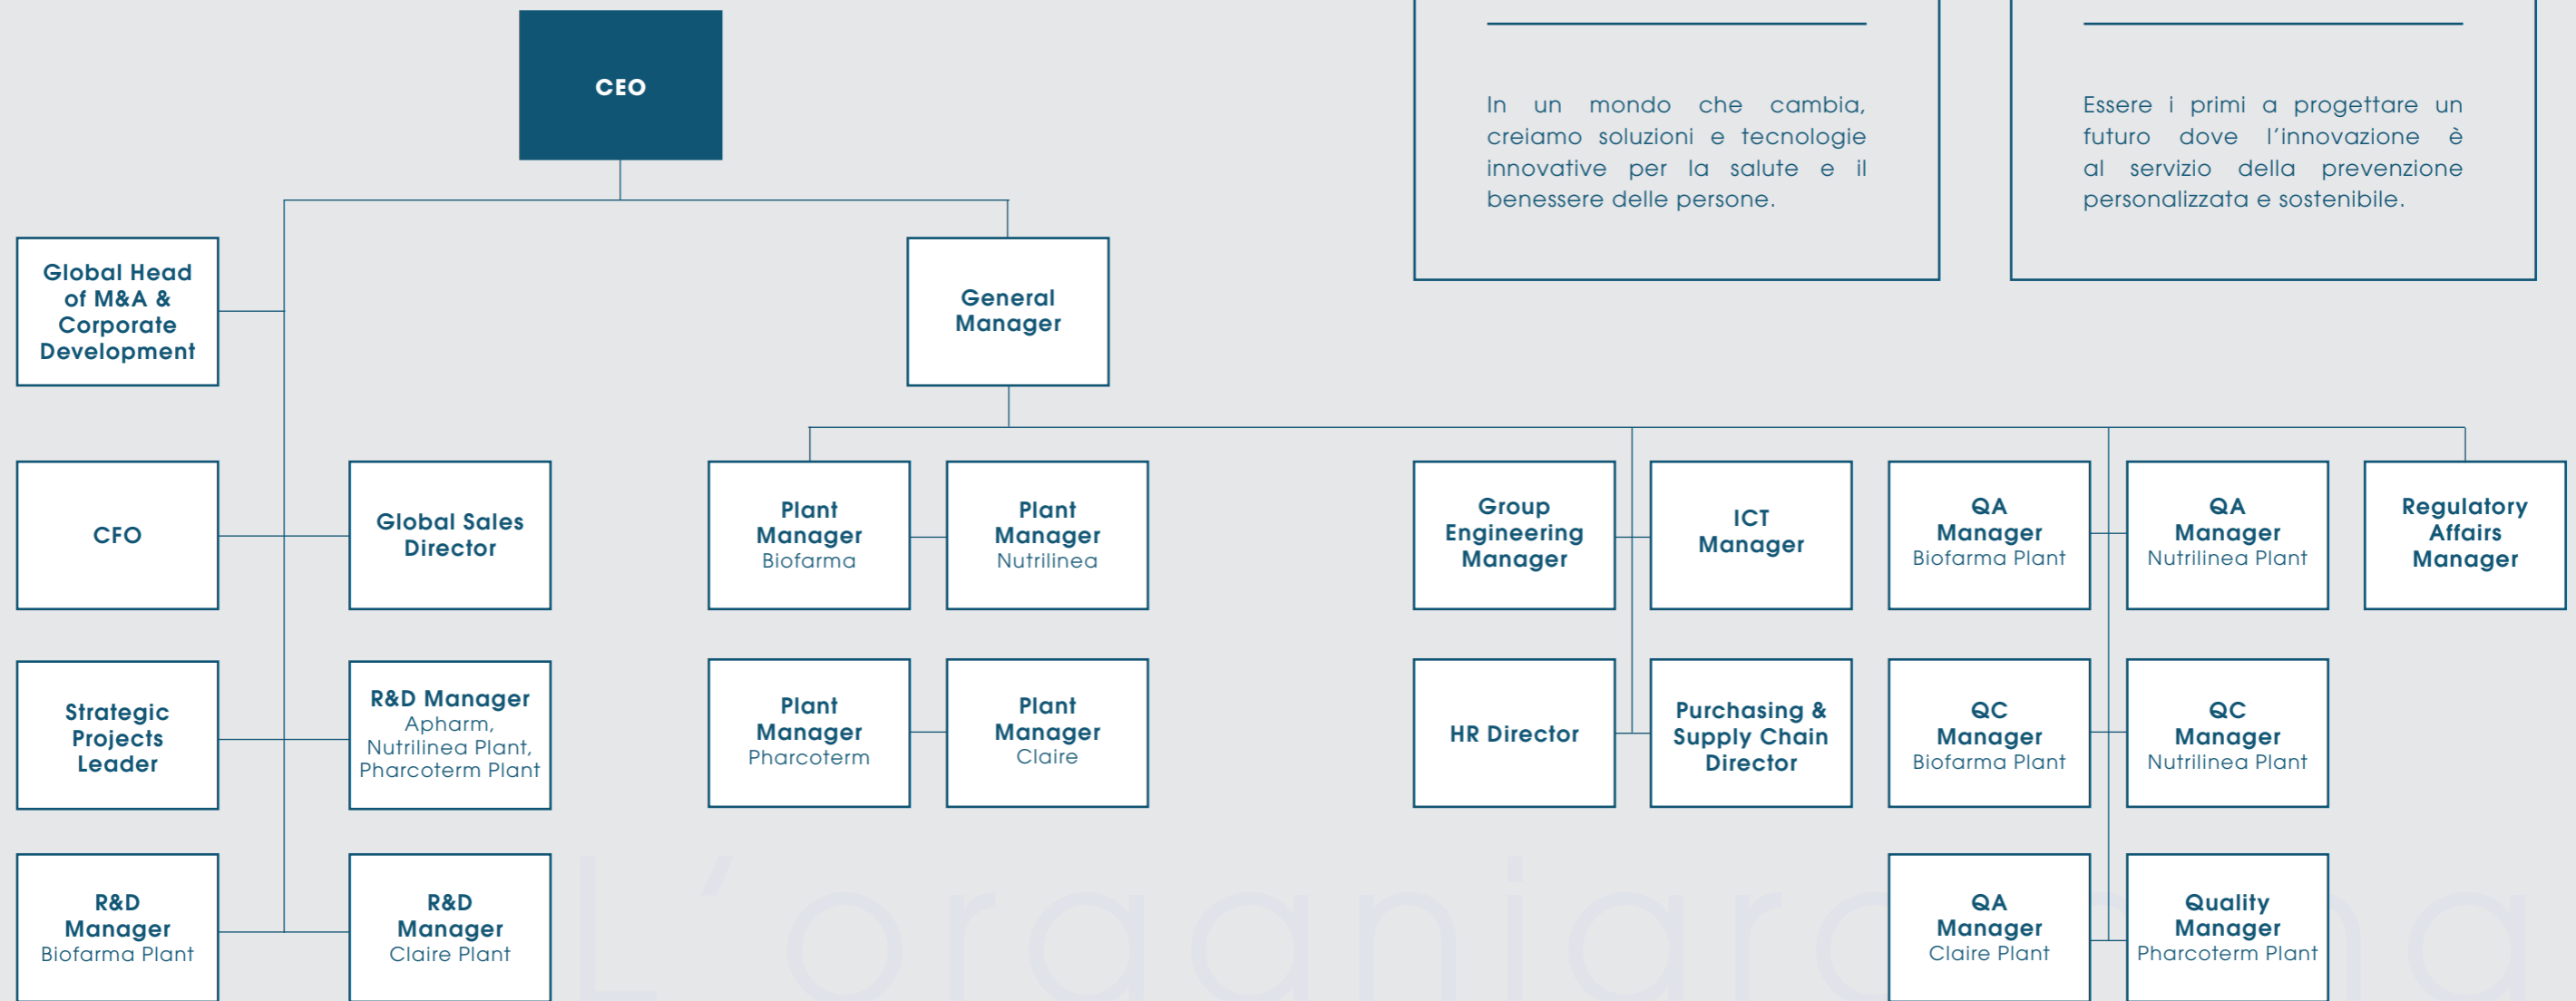 CEO
In un mondo che cambia,
creiamo soluzioni e tecnologie
innovative per la salute e il
benessere delle persone.
Essere i primi a progettare un
futuro dove l’innovazione è
al servizio della prevenzione
personalizzata e sostenibile.
Global Head
of M&A &
Corporate
Development
General
Manager
CFO
Global Sales
Director
Plant
Manager
Biofarma
Plant
Manager
Nutrilinea
Group
Engineering
Manager
ICT
Manager
QA
Manager
Biofarma Plant
QA
Manager
Nutrilinea Plant
Regulatory
Affairs
Manager
Strategic
Projects
Leader
R&D Manager
Apharm,
Nutrilinea Plant,
Pharcoterm Plant
Plant
Manager
Pharcoterm
Plant
Manager
Claire
HR Director
Purchasing &
Supply Chain
Director
QC
Manager
Biofarma Plant
QC
Manager
Nutrilinea Plant
R&D
Manager
Biofarma Plant
R&D
Manager
Claire Plant
QA
Manager
Claire Plant
Quality
Manager
Pharcoterm Plant